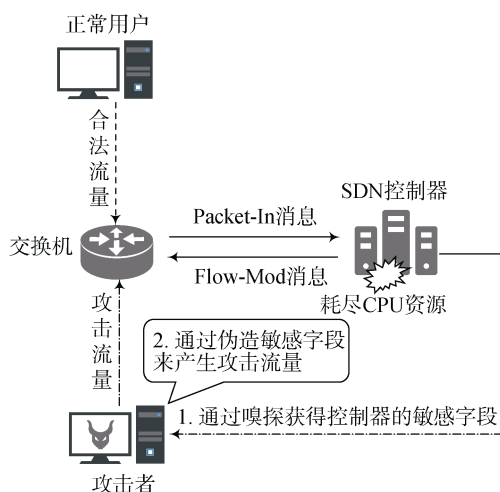 正常用户
合法流量
Packet-In消息
SDN控制器
交换机
Flow-Mod消息
耗尽CPU资源
攻击流量
2. 通过伪造敏感字段
来产生攻击流量
1. 通过嗅探获得控制器的敏感字段
攻击者